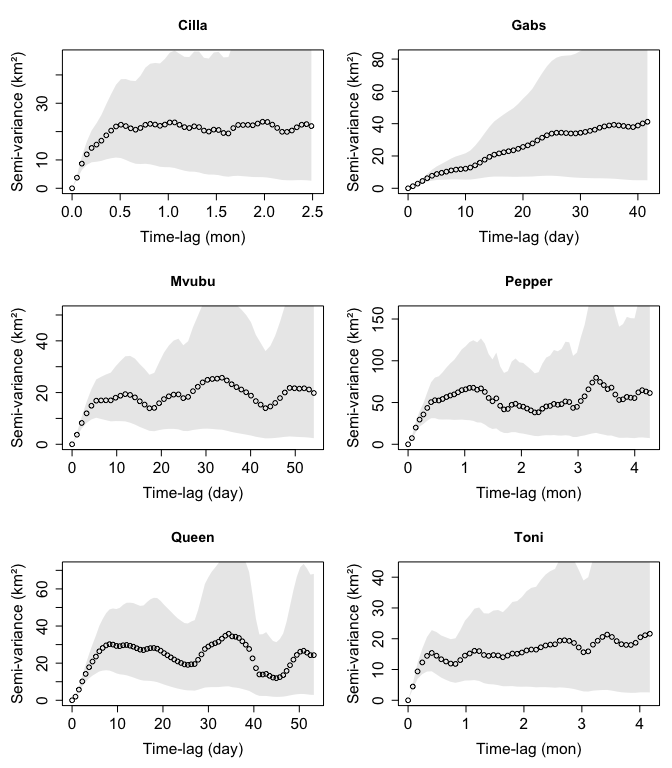 Cilla
Semi-variance (km²)
0
10
30
0.0 0.5 1.0 1.5 2.0 2.5
Time-lag (mon)
Gabs
Semi-variance (km²)
0
20
40
60
80
0 10 20 30 40
Time-lag (day)
Mvubu
Semi-variance (km²)
0
20
40
0 10 20 30 40 50
Time-lag (day)
Pepper
Semi-variance (km²)
0
50
100
150
0 1 2 3 4
Time-lag (mon)
Queen
Semi-variance (km²)
0
20
40
60
0 10 20 30 40 50
Time-lag (day)
Toni
Semi-variance (km²)
0
10
20
30
40
0 1 2 3 4
Time-lag (mon)